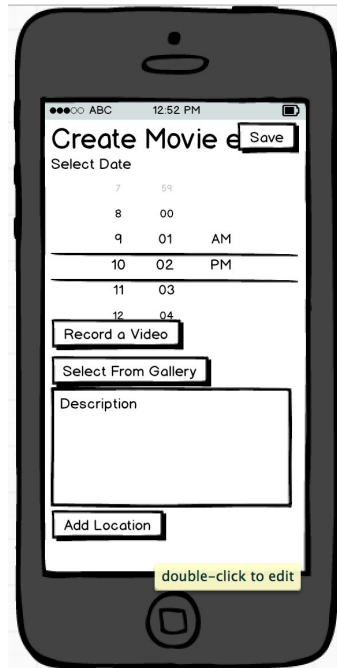 ABC 12:52 PM
Create Movie e
Save
Select Date
7 59
8 00
9 01 AM
10 02 PM
11 03
12 04
Record a Video
Select From Gallery
Description
Add Location
double-click to edit